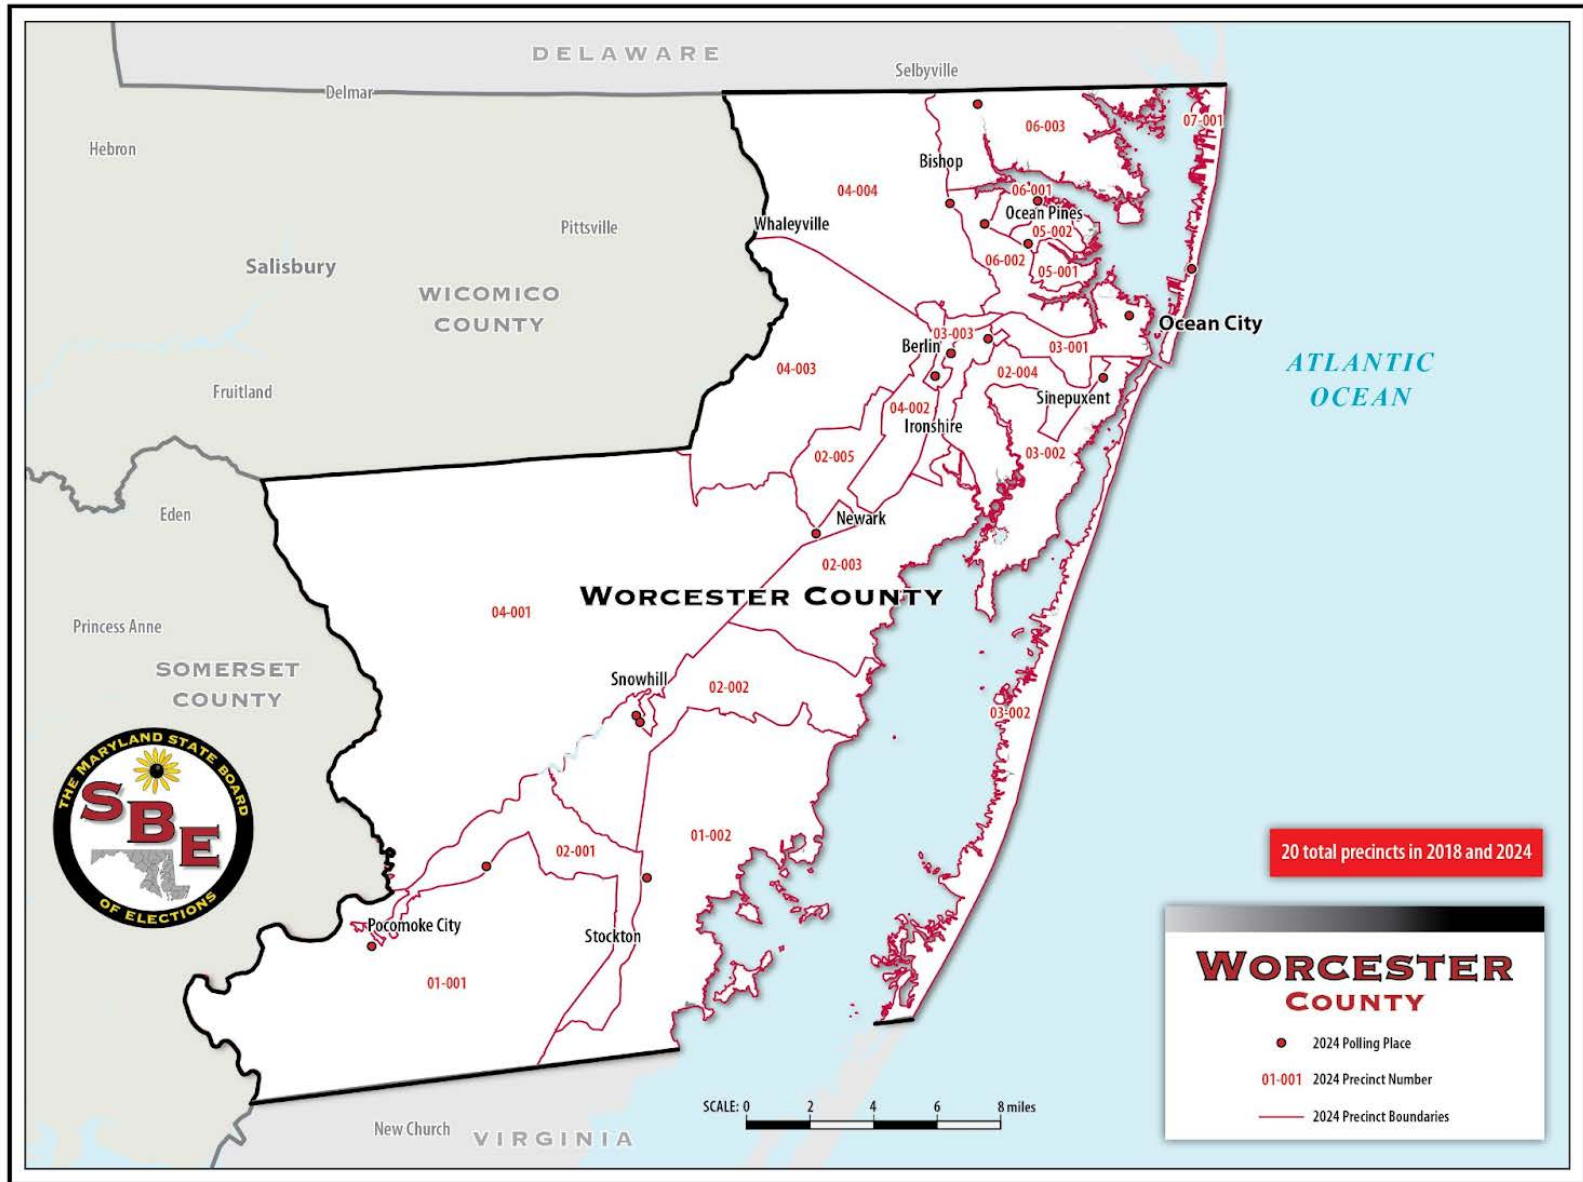 DELAWARE
Selbyville
Delmar
06-003
07-001
Hebron
Bishop
04-004
06-001
Ocean Pines
Whaleyville
05-002
Pittsville
06-002
05-001
Salisbury
WICOMICO
COUNTY
Ocean City
03-003
Berlin
03-001
04-003
02-004
ATLANTIC
OCEAN
Fruitland
Sinepuxent
04-002
Ironshire
02-005
03-002
Eden
Newark
02-003
WORCESTER COUNTY
04-001
Princess Anne
SOMERSET
COUNTY
Snowhill
02-002
03-002
THE MARYLAND STATE BOARD
SBE
OF ELECTIONS
01-002
02-001
20 total precincts in 2018 and 2024
Pocomoke City
Stockton
01-001
WORCESTER
COUNTY
2024 Polling Place
01-001 2024 Precinct Number
2024 Precinct Boundaries
SCALE: 0 2 4 6 8 miles
New Church
VIRGINIA